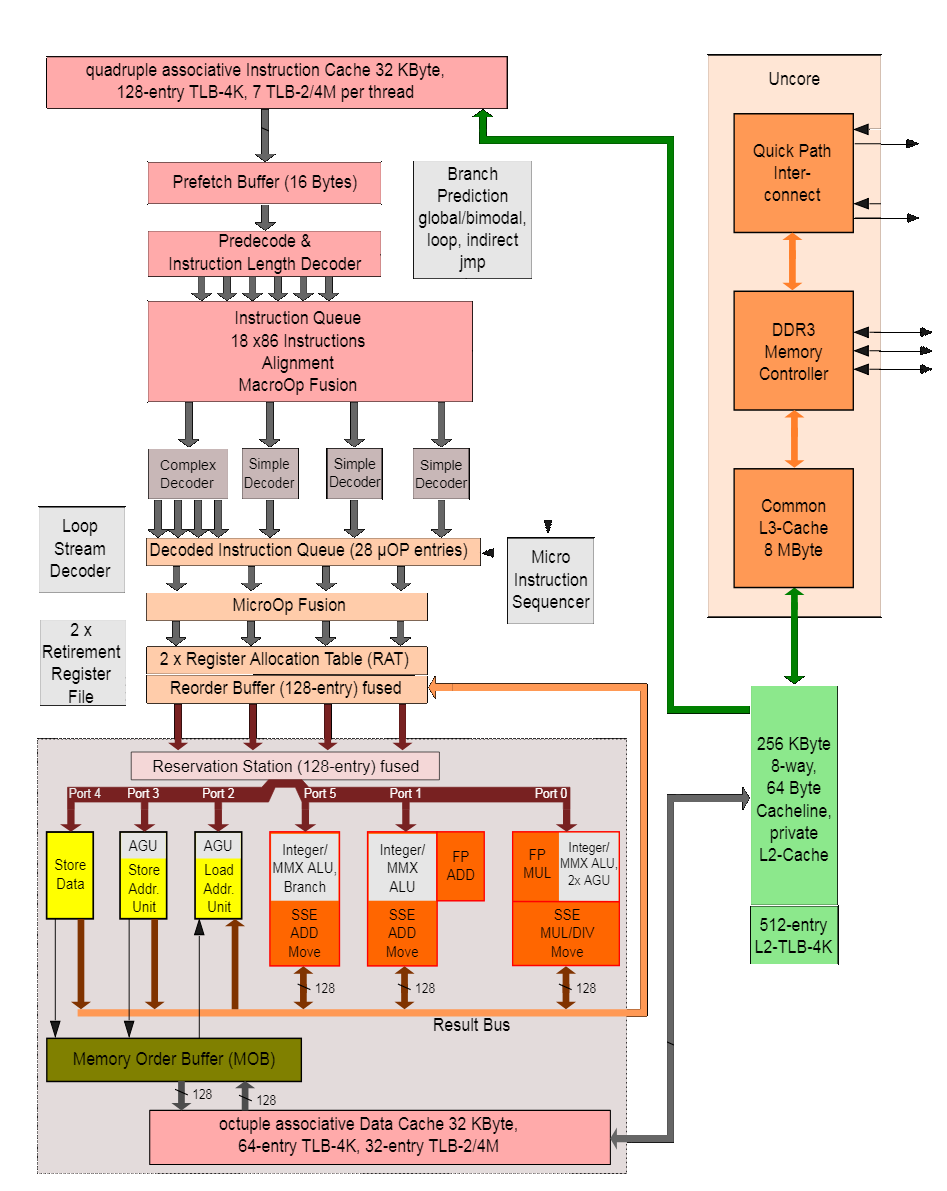 quadruple associative Instruction Cache 32 KByte,
128-entry TLB-4K, 7 TLB-2/4M per thread
Prefetch Buffer (16 Bytes)
Predecode &
Instruction Length Decoder
Branch
Prediction
global/bimodal,
loop, indirect
jmp
Instruction Queue
18 x86 Instructions
Alignment
MacroOp Fusion
Complex
Decoder
Simple
Decoder
Simple
Decoder
Simple
Decoder
Loop
Stream
Decoder
Decoded Instruction Queue (28 µOP entries)
Micro
Instruction
Sequencer
MicroOp Fusion
2 x
Retirement
Register
File
2 x Register Allocation Table (RAT)
Reorder Buffer (128-entry) fused
Reservation Station (128-entry) fused
Port 4
Port 3
Port 2
Port 5
Port 1
Port 0
Store
Data
AGU
Store
Addr.
Unit
AGU
Load
Addr.
Unit
Integer/
MMX ALU,
Branch
SSE
ADD
Move
Integer/
MMX
ALU
SSE
ADD
Move
FP
ADD
FP
MUL
Integer/
MMX ALU,
2x AGU
SSE
MUL/DIV
Move
128
128
128
Result Bus
Memory Order Buffer (MOB)
128
128
octuple associative Data Cache 32 KByte,
64-entry TLB-4K, 32-entry TLB-2/4M
Uncore
Quick Path
Inter-
connect
DDR3
Memory
Controller
Common
L3-Cache
8 MByte
256 KByte
8-way,
64 Byte
Cacheline,
private
L2-Cache
512-entry
L2-TLB-4K